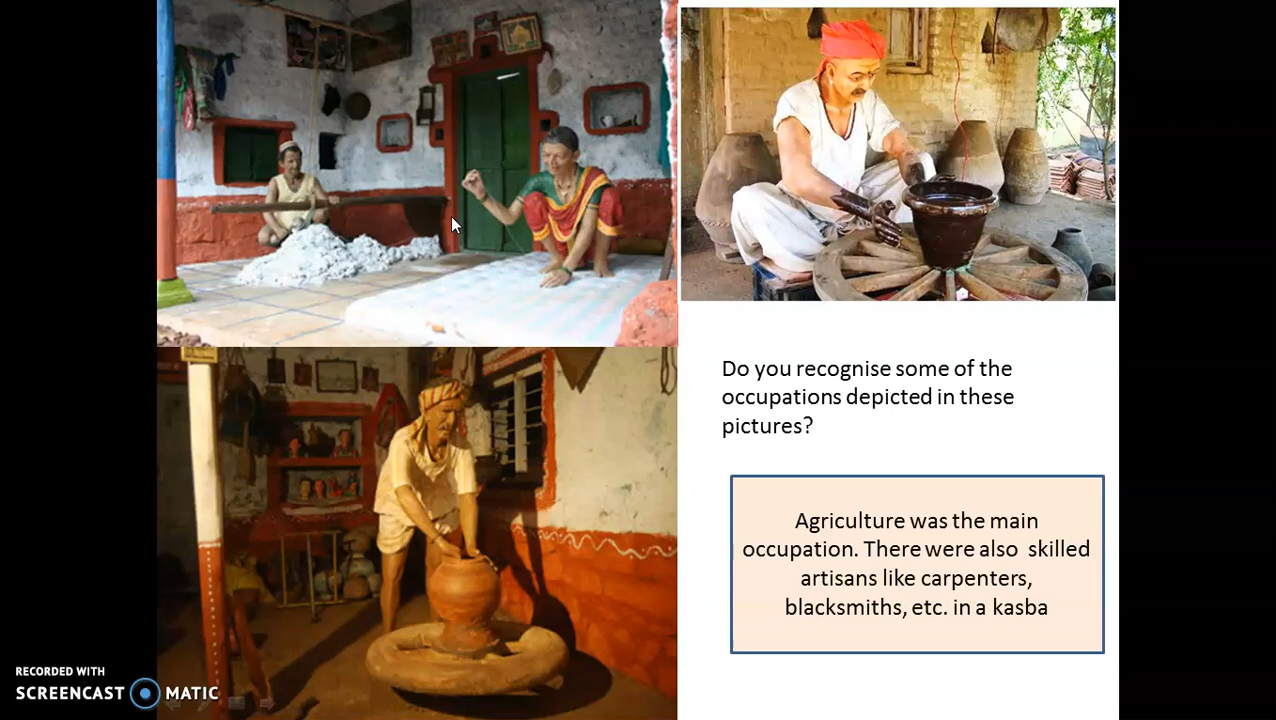 Do you recognise some of the
occupations depicted in these
pictures?
Agriculture was the main
occupation. There were also skilled
artisans like carpenters,
blacksmiths, etc. in a kasba
RECORDED WITH
SCREENCAST MATIC